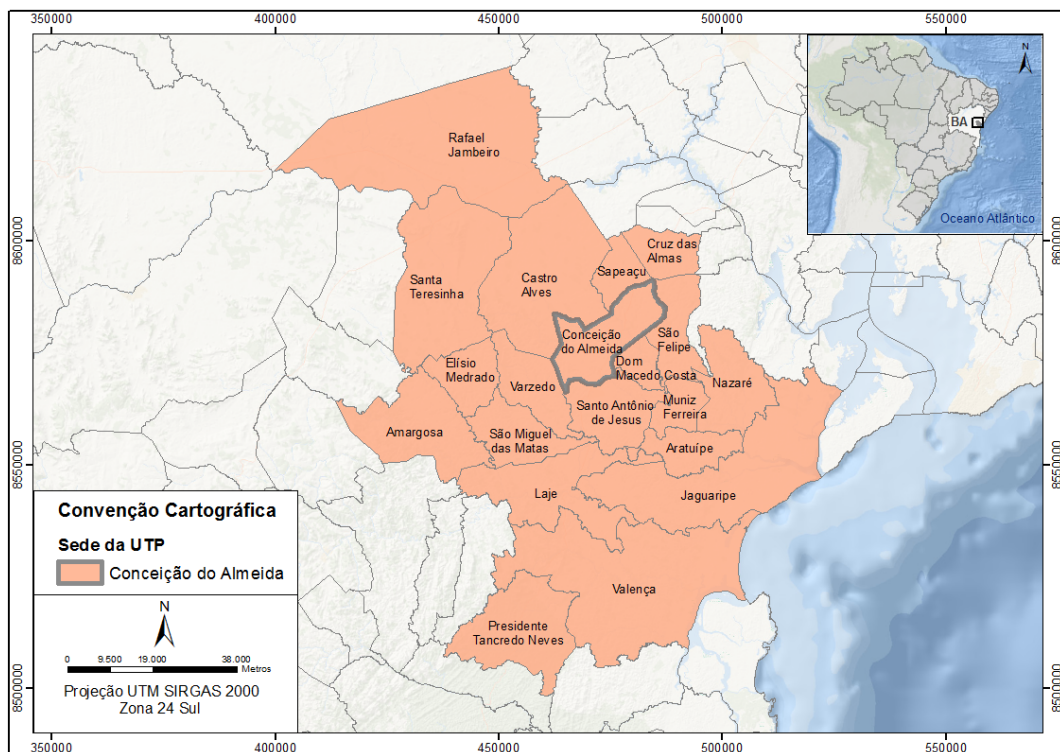 350000 400000 450000 500000 550000
N
BA
Oceano Atlântico
8600000
8600000
8550000
8550000
8500000
8500000
Rafael
Jambeiro
Cruz das
Almas
Sapeaçu
Castro
Alves
Santa
Teresinha
Conceição
do Almeida
São
Felipe
Elísio
Medrado
Dom
Macedo Costa
Varzedo
Nazaré
Muniz
Ferreira
Santo Antônio
de Jesus
Amargosa
São Miguel
das Matas
Aratuípe
Laje
Jaguaripe
Valença
Presidente
Tancredo Neves
Convenção Cartográfica
Sede da UTP
Conceição do Almeida
N
0 9.500 19.000 38.000
Metros
Projeção UTM SIRGAS 2000
Zona 24 Sul
350000 400000 450000 500000 550000